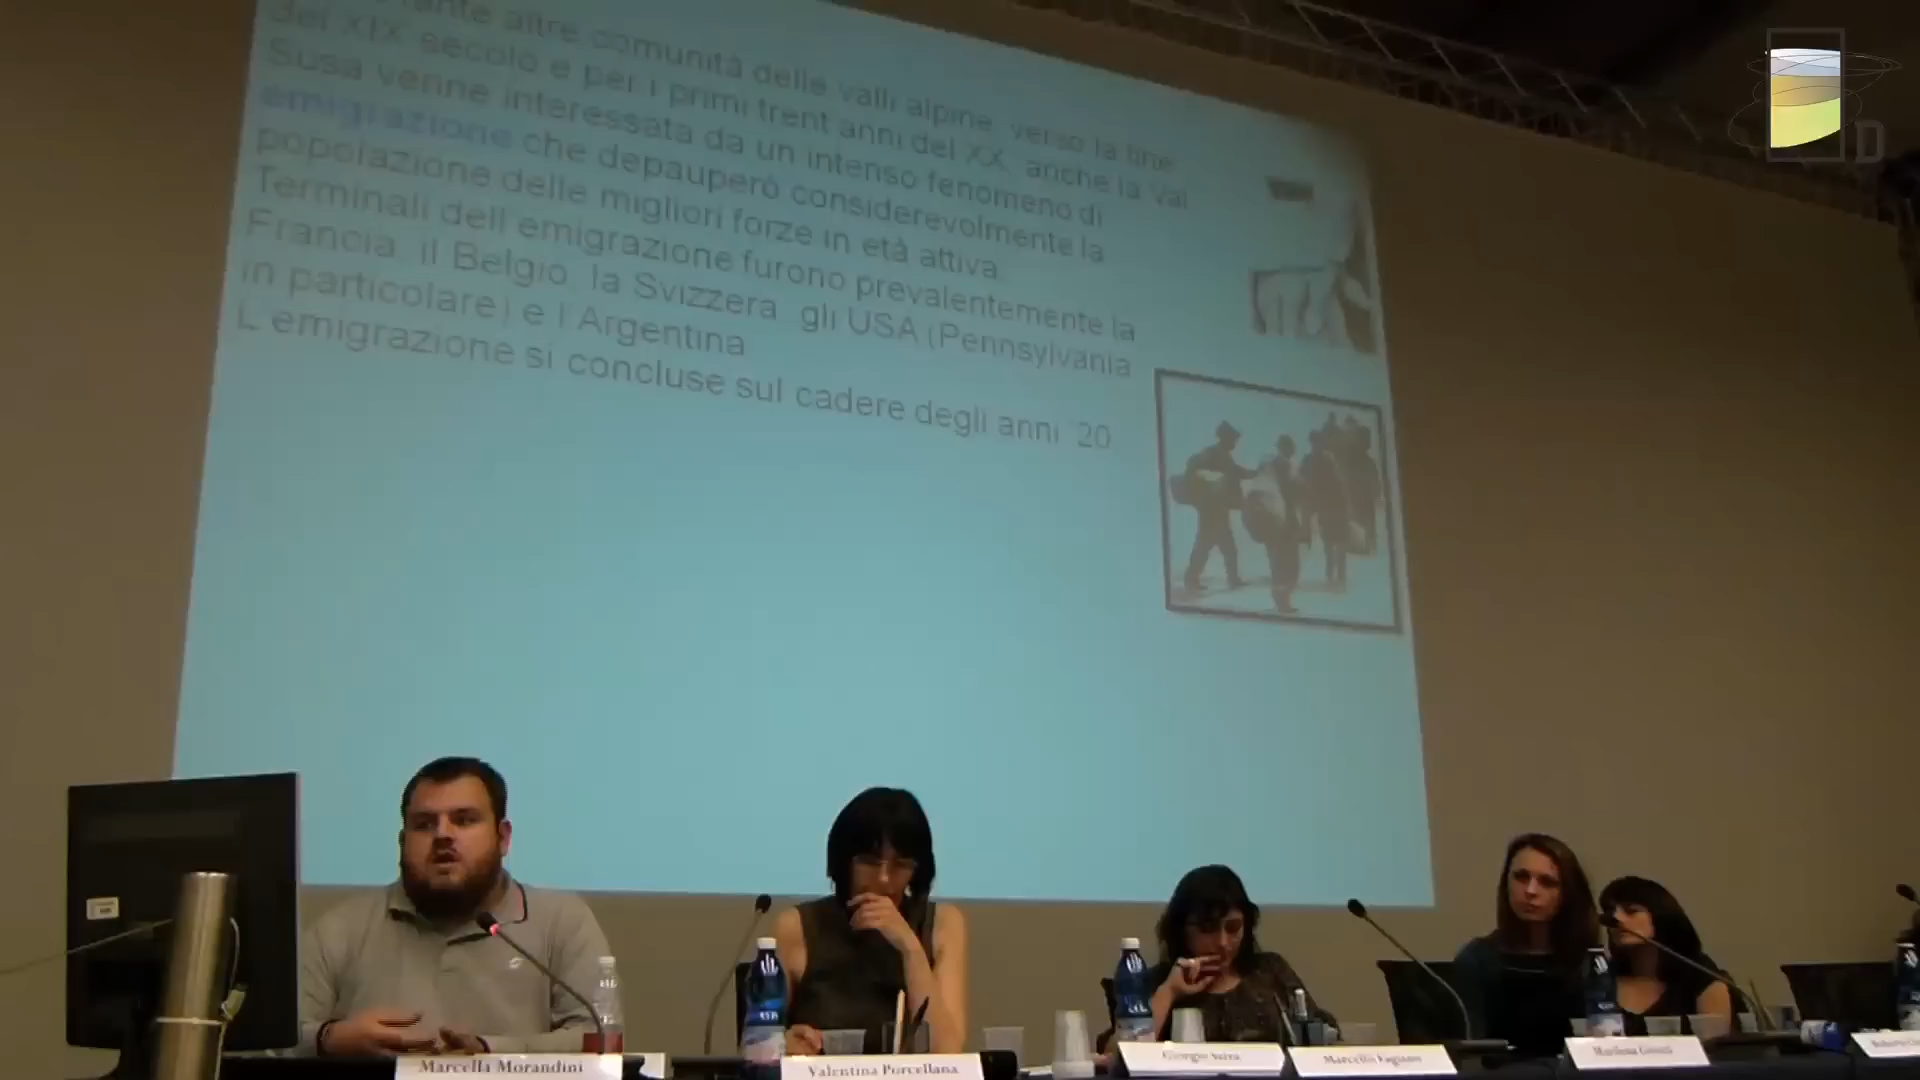 altre comunità delle valli alpine verso la fine
del XIX secolo e per i primi trent anni del XX anche la Val
Susa venne interessata da un intenso fenomeno di
emigrazione che depauperò considerevolmente la
popolazione delle migliori forze in età attiva
Terminali dell emigrazione furono prevalentemente la
Francia il Belgio la Svizzera gli USA (Pennsylvania
in particolare) e l Argentina
L emigrazione si concluse sul cadere degli anni '20
D
Marcella Morandini
Valentina Porcellana
Giorgio
Marcello